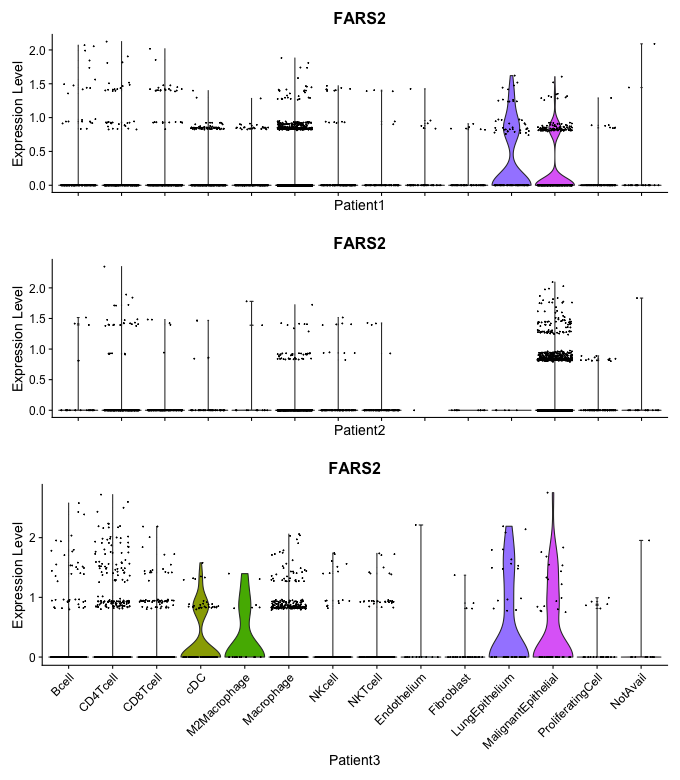 FARS2
Expression Level
2.0
1.5
1.0
0.5
0.0
Patient1
FARS2
Expression Level
2.0
1.5
1.0
0.5
0.0
Patient2
FARS2
Expression Level
2
1
0
Bcell
CD4Tcell
CD8Tcell
cDC
M2Macrophage
Macrophage
NKcell
NKTcell
Endothelium
Fibroblast
LungEpithelium
MalignantEpithelial
ProliferatingCell
NotAvail
Patient3